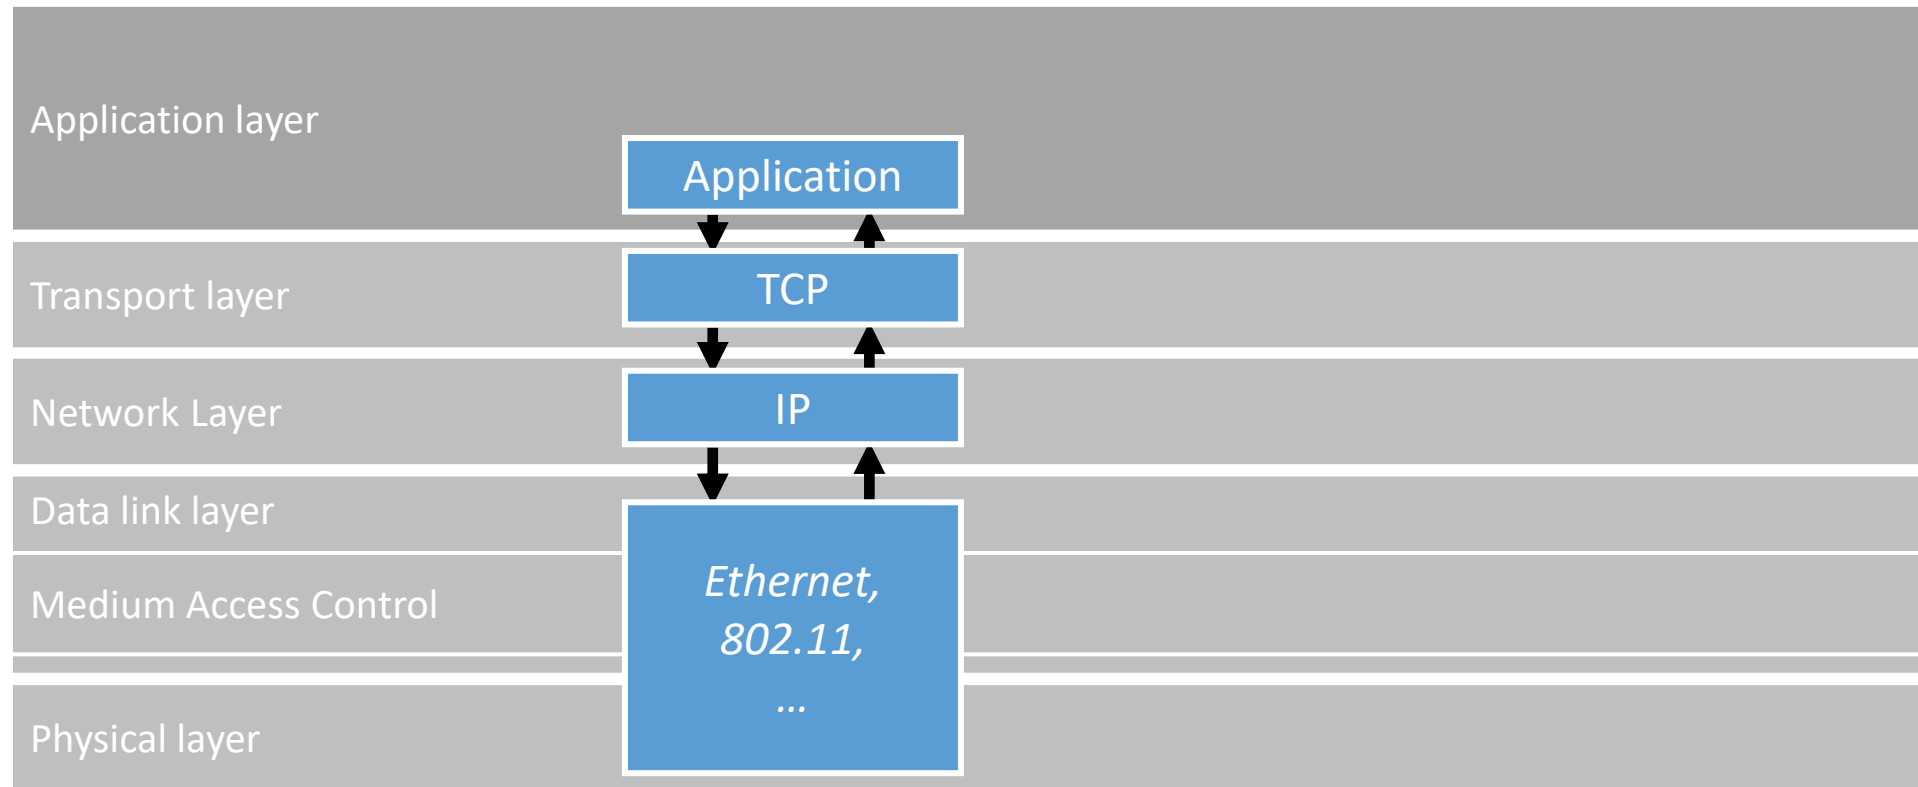 Application layer
Application
Transport layer
TCP
Network Layer
IP
Data link layer
Medium Access Control
Ethernet,
802.11,
...
Physical layer